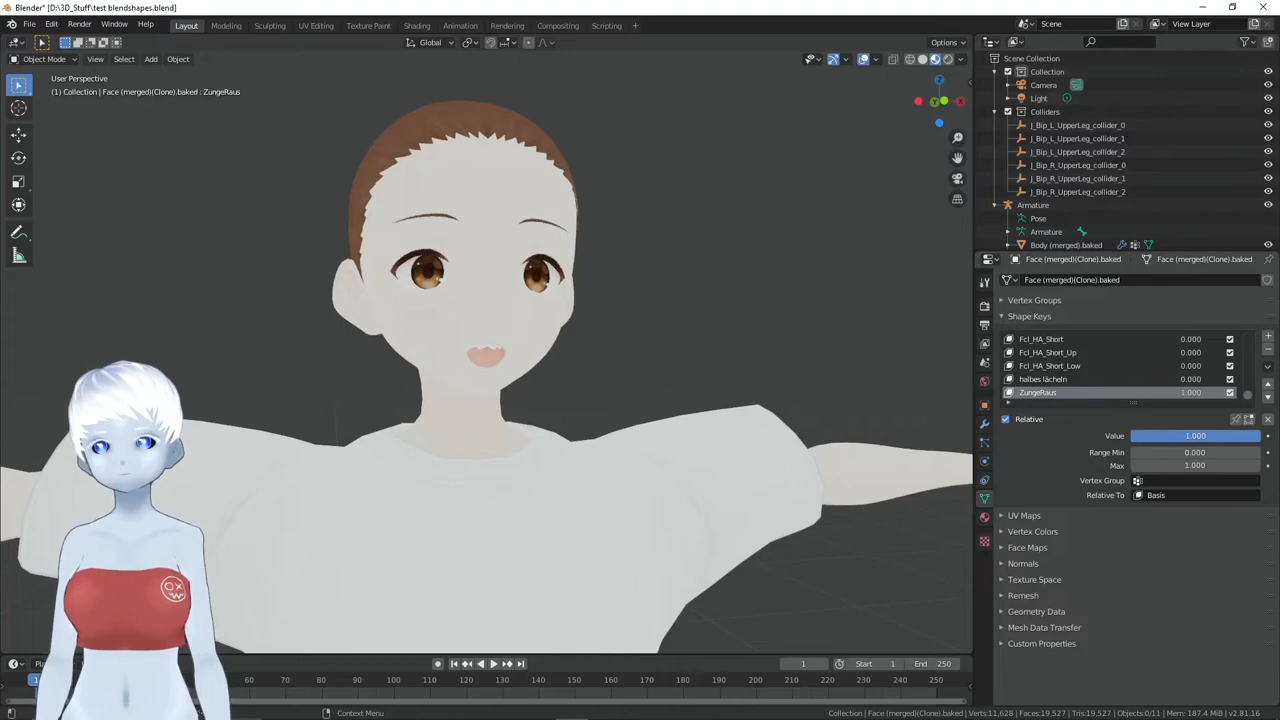 Blender* [D:\3D_Stuff\test blendshapes.blend]
File Edit Render Window Help
Layout Modeling Sculpting UV Editing Texture Paint Shading Animation Rendering Compositing Scripting +
Scene
View Layer
Global
Options
Object Mode View Select Add Object
User Perspective
(1) Collection | Face (merged)(Clone).baked : ZungeRaus
Z
X
Y
Scene Collection
Collection
Camera
Light
Colliders
J_Bip_L_UpperLeg_collider_0
J_Bip_L_UpperLeg_collider_1
J_Bip_L_UpperLeg_collider_2
J_Bip_R_UpperLeg_collider_0
J_Bip_R_UpperLeg_collider_1
J_Bip_R_UpperLeg_collider_2
Armature
Pose
Armature
Body (merged).baked
Face (merged)(Clone).baked Face (merged)(Clone).baked
Face (merged)(Clone).baked
Vertex Groups
Shape Keys
Fcl_HA_Short 0.000
Fcl_HA_Short_Up 0.000
Fcl_HA_Short_Low 0.000
halbes lächeln 0.000
ZungeRaus 1.000
Relative
Value 1.000
Range Min 0.000
Max 1.000
Vertex Group
Relative To Basis
UV Maps
Vertex Colors
Face Maps
Normals
Texture Space
Remesh
Geometry Data
Mesh Data Transfer
Custom Properties
1 Start 1 End 250
60 70 80 90 100 110 120 130 140 150 160 170 180 190 200 210 220 230 240 250
Context Menu
Collection | Face (merged)(Clone).baked | Verts:11,628 | Faces:19,527 | Tris:19,527 | Objects:0/11 | Mem: 187.4 MiB | v2.81.16